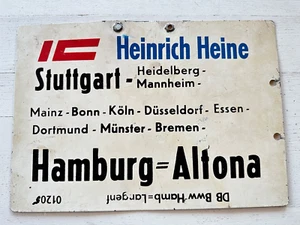 IC Heinrich Heine
Stuttgart - Heidelberg -
Mannheim -
Mainz - Bonn - Köln - Düsseldorf - Essen -
Dortmund - Münster - Bremen -
Hamburg=Altona
01205 DB Bww Hamb=Langenf